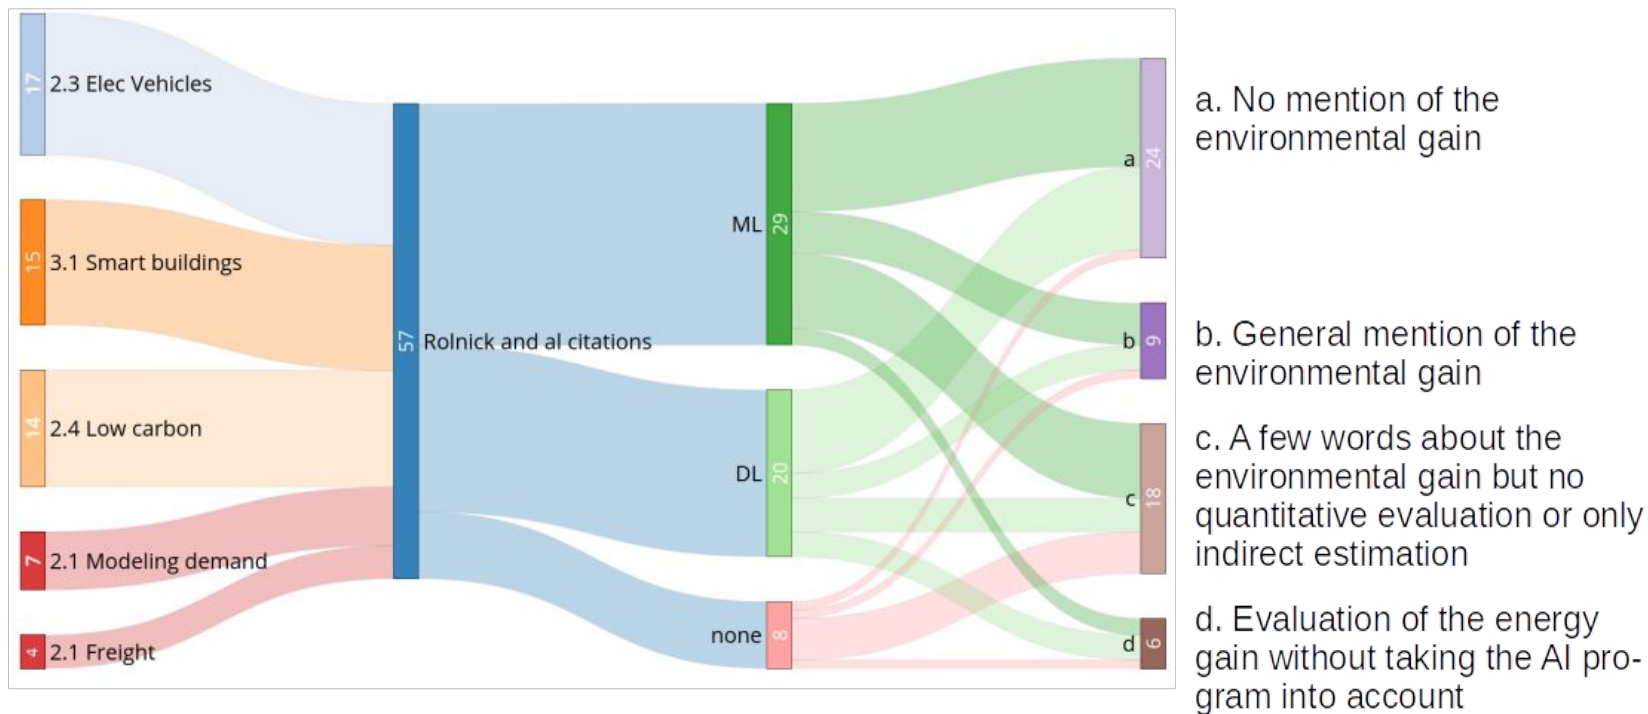 17
2.3 Elec Vehicles
15
3.1 Smart buildings
14
2.4 Low carbon
7
2.1 Modeling demand
4
2.1 Freight
57
Rolnick and al citations
ML
29
DL
20
none
8
a
24
b
9
c
18
d
6
a. No mention of the
environmental gain
b. General mention of the
environmental gain
c. A few words about the
environmental gain but no
quantitative evaluation or only
indirect estimation
d. Evaluation of the energy
gain without taking the AI pro-
gram into account